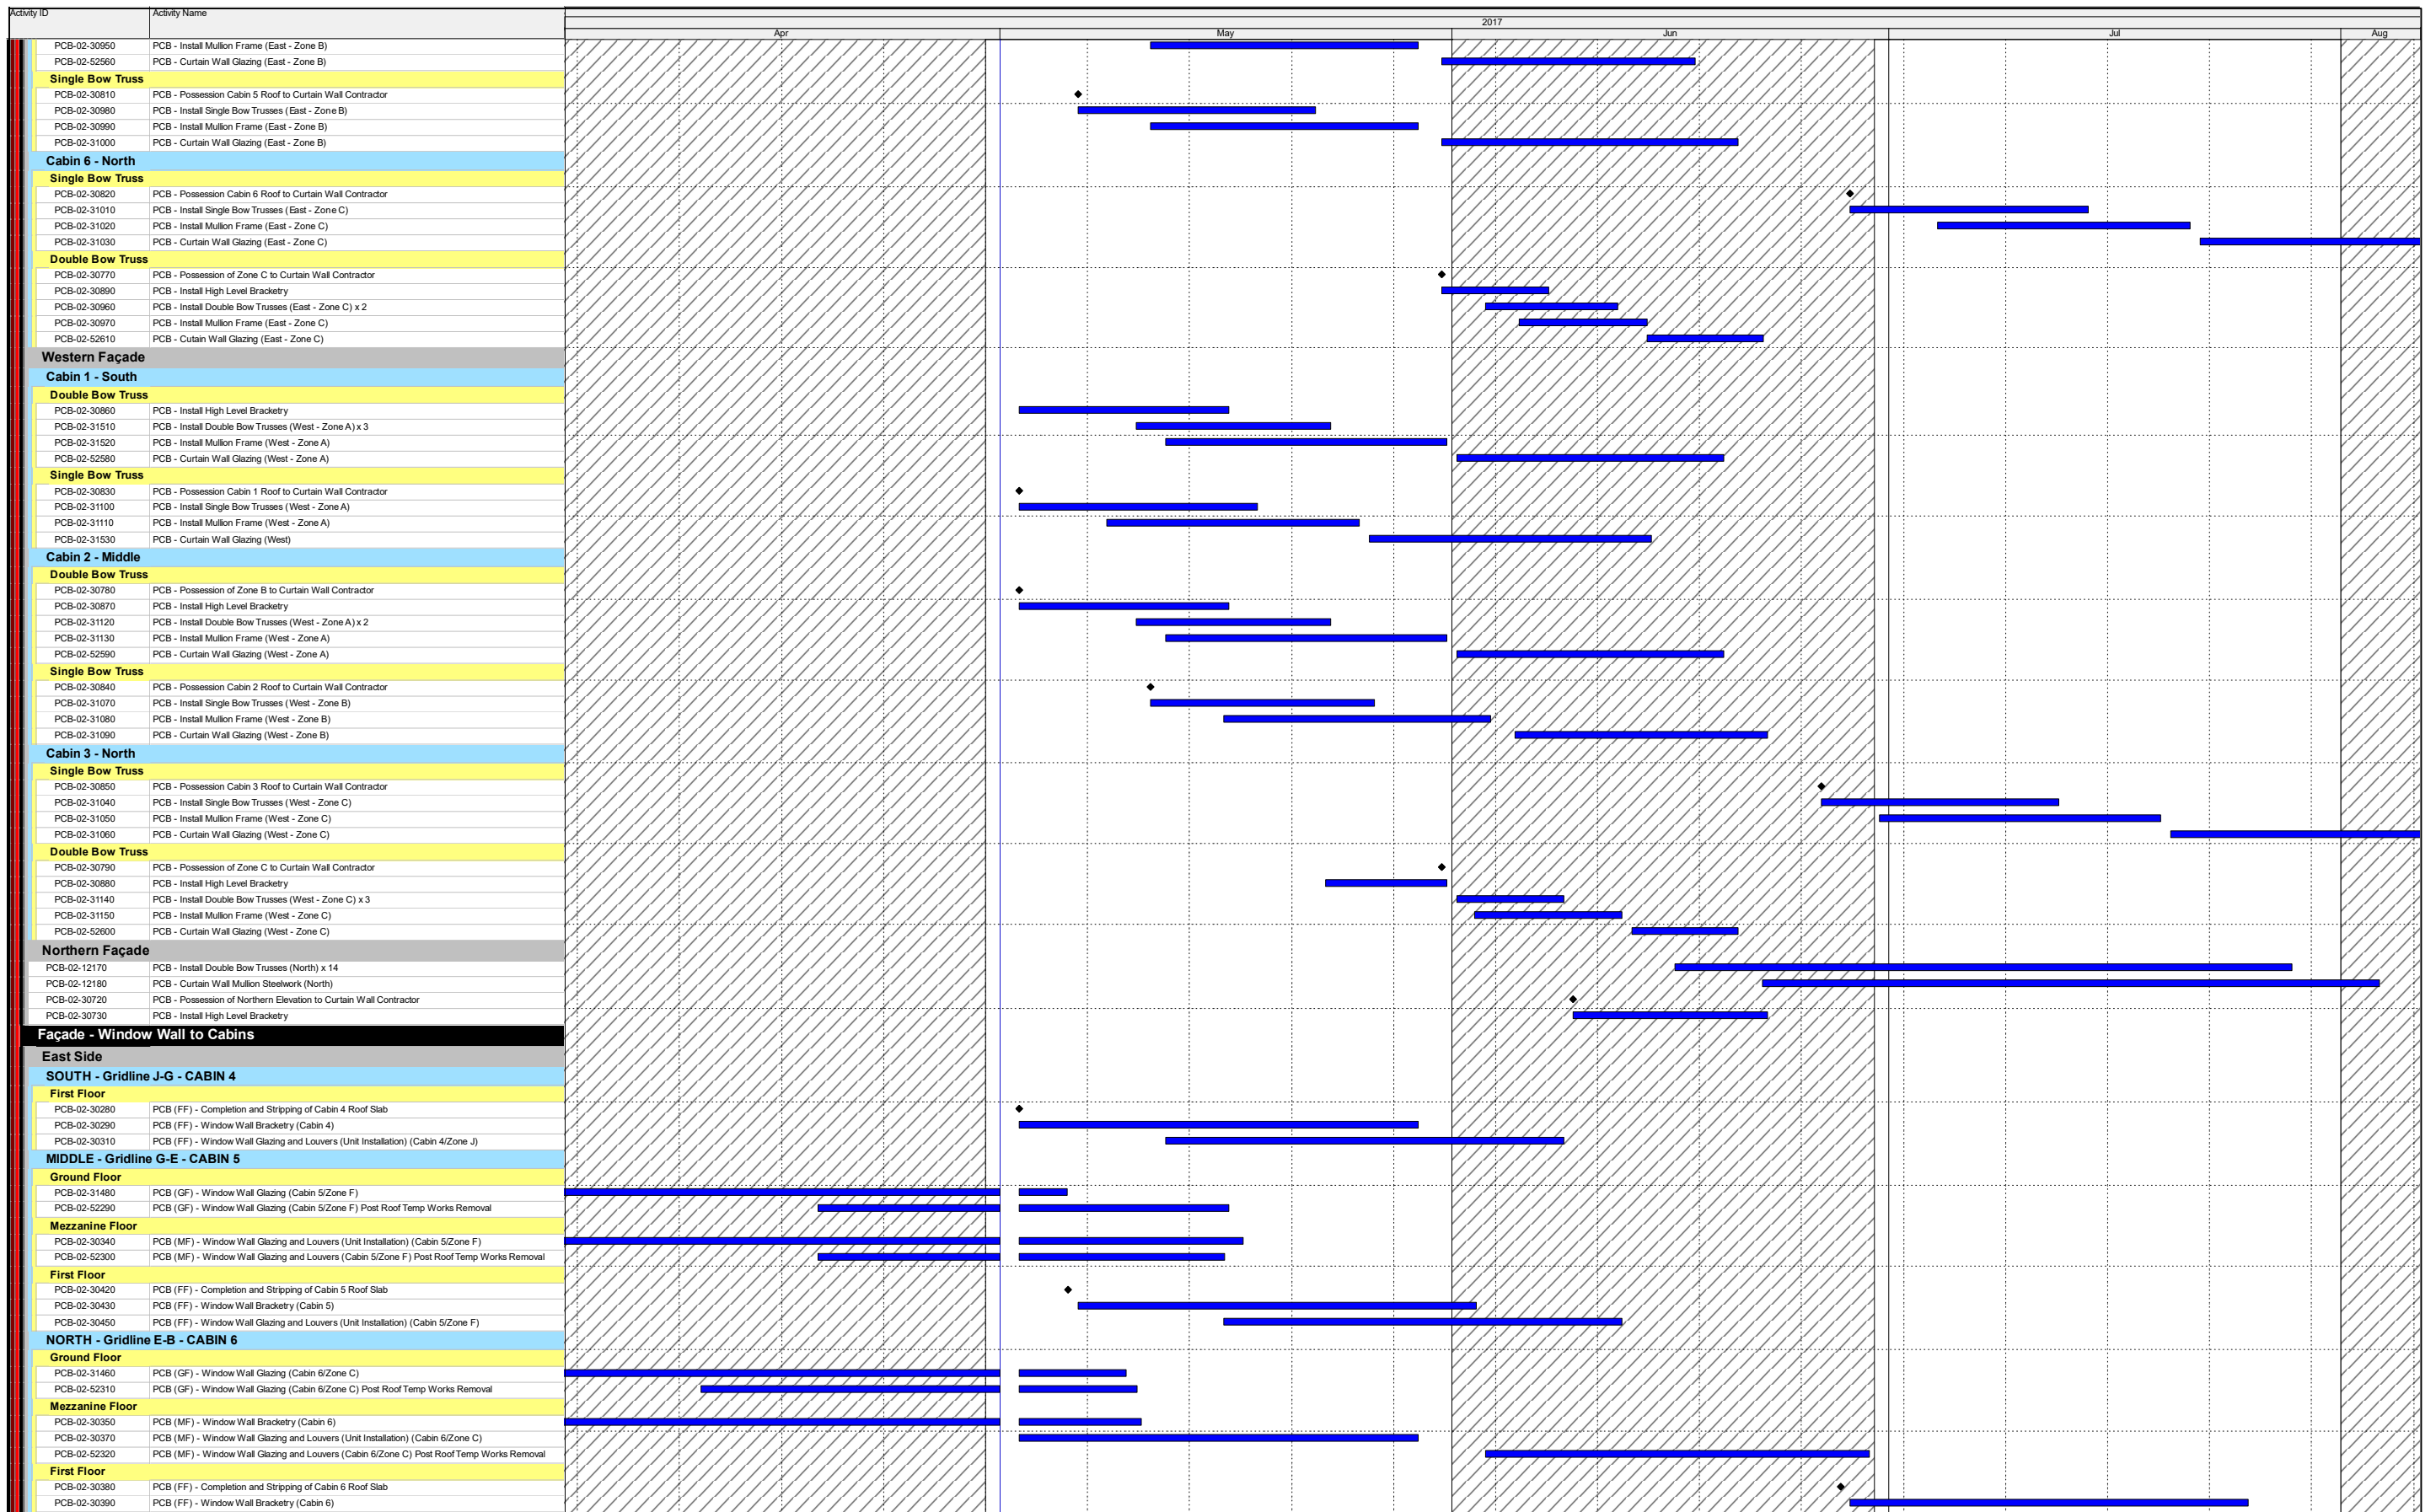 Activity ID Activity Name
2017
Apr May Jun Jul Aug
PCB-02-30950 PCB - Install Mullion Frame (East - Zone B)
PCB-02-52560 PCB - Curtain Wall Glazing (East - Zone B)
Single Bow Truss
PCB-02-30810 PCB - Possession Cabin 5 Roof to Curtain Wall Contractor
PCB-02-30980 PCB - Install Single Bow Trusses (East - Zone B)
PCB-02-30990 PCB - Install Mullion Frame (East - Zone B)
PCB-02-31000 PCB - Curtain Wall Glazing (East - Zone B)
Cabin 6 - North
Single Bow Truss
PCB-02-30820 PCB - Possession Cabin 6 Roof to Curtain Wall Contractor
PCB-02-31010 PCB - Install Single Bow Trusses (East - Zone C)
PCB-02-31020 PCB - Install Mullion Frame (East - Zone C)
PCB-02-31030 PCB - Curtain Wall Glazing (East - Zone C)
Double Bow Truss
PCB-02-30770 PCB - Possession of Zone C to Curtain Wall Contractor
PCB-02-30890 PCB - Install High Level Bracketry
PCB-02-30960 PCB - Install Double Bow Trusses (East - Zone C) x 2
PCB-02-30970 PCB - Install Mullion Frame (East - Zone C)
PCB-02-52610 PCB - Cutain Wall Glazing (East - Zone C)
Western Façade
Cabin 1 - South
Double Bow Truss
PCB-02-30860 PCB - Install High Level Bracketry
PCB-02-31510 PCB - Install Double Bow Trusses (West - Zone A) x 3
PCB-02-31520 PCB - Install Mullion Frame (West - Zone A)
PCB-02-52580 PCB - Curtain Wall Glazing (West - Zone A)
Single Bow Truss
PCB-02-30830 PCB - Possession Cabin 1 Roof to Curtain Wall Contractor
PCB-02-31100 PCB - Install Single Bow Trusses (West - Zone A)
PCB-02-31110 PCB - Install Mullion Frame (West - Zone A)
PCB-02-31530 PCB - Curtain Wall Glazing (West)
Cabin 2 - Middle
Double Bow Truss
PCB-02-30780 PCB - Possession of Zone B to Curtain Wall Contractor
PCB-02-30870 PCB - Install High Level Bracketry
PCB-02-31120 PCB - Install Double Bow Trusses (West - Zone A) x 2
PCB-02-31130 PCB - Install Mullion Frame (West - Zone A)
PCB-02-52590 PCB - Curtain Wall Glazing (West - Zone A)
Single Bow Truss
PCB-02-30840 PCB - Possession Cabin 2 Roof to Curtain Wall Contractor
PCB-02-31070 PCB - Install Single Bow Trusses (West - Zone B)
PCB-02-31080 PCB - Install Mullion Frame (West - Zone B)
PCB-02-31090 PCB - Curtain Wall Glazing (West - Zone B)
Cabin 3 - North
Single Bow Truss
PCB-02-30850 PCB - Possession Cabin 3 Roof to Curtain Wall Contractor
PCB-02-31040 PCB - Install Single Bow Trusses (West - Zone C)
PCB-02-31050 PCB - Install Mullion Frame (West - Zone C)
PCB-02-31060 PCB - Curtain Wall Glazing (West - Zone C)
Double Bow Truss
PCB-02-30790 PCB - Possession of Zone C to Curtain Wall Contractor
PCB-02-30880 PCB - Install High Level Bracketry
PCB-02-31140 PCB - Install Double Bow Trusses (West - Zone C) x 3
PCB-02-31150 PCB - Install Mullion Frame (West - Zone C)
PCB-02-52600 PCB - Curtain Wall Glazing (West - Zone C)
Northern Façade
PCB-02-12170 PCB - Install Double Bow Trusses (North) x 14
PCB-02-12180 PCB - Curtain Wall Mullion Steelwork (North)
PCB-02-30720 PCB - Possession of Northern Elevation to Curtain Wall Contractor
PCB-02-30730 PCB - Install High Level Bracketry
Façade - Window Wall to Cabins
East Side
SOUTH - Gridline J-G - CABIN 4
First Floor
PCB-02-30280 PCB (FF) - Completion and Stripping of Cabin 4 Roof Slab
PCB-02-30290 PCB (FF) - Window Wall Bracketry (Cabin 4)
PCB-02-30310 PCB (FF) - Window Wall Glazing and Louvers (Unit Installation) (Cabin 4/Zone J)
MIDDLE - Gridline G-E - CABIN 5
Ground Floor
PCB-02-31480 PCB (GF) - Window Wall Glazing (Cabin 5/Zone F)
PCB-02-52290 PCB (GF) - Window Wall Glazing (Cabin 5/Zone F) Post Roof Temp Works Removal
Mezzanine Floor
PCB-02-30340 PCB (MF) - Window Wall Glazing and Louvers (Unit Installation) (Cabin 5/Zone F)
PCB-02-52300 PCB (MF) - Window Wall Glazing and Louvers (Cabin 5/Zone F) Post Roof Temp Works Removal
First Floor
PCB-02-30420 PCB (FF) - Completion and Stripping of Cabin 5 Roof Slab
PCB-02-30430 PCB (FF) - Window Wall Bracketry (Cabin 5)
PCB-02-30450 PCB (FF) - Window Wall Glazing and Louvers (Unit Installation) (Cabin 5/Zone F)
NORTH - Gridline E-B - CABIN 6
Ground Floor
PCB-02-31460 PCB (GF) - Window Wall Glazing (Cabin 6/Zone C)
PCB-02-52310 PCB (GF) - Window Wall Glazing (Cabin 6/Zone C) Post Roof Temp Works Removal
Mezzanine Floor
PCB-02-30350 PCB (MF) - Window Wall Bracketry (Cabin 6)
PCB-02-30370 PCB (MF) - Window Wall Glazing and Louvers (Unit Installation) (Cabin 6/Zone C)
PCB-02-52320 PCB (MF) - Window Wall Glazing and Louvers (Cabin 6/Zone C) Post Roof Temp Works Removal
First Floor
PCB-02-30380 PCB (FF) - Completion and Stripping of Cabin 6 Roof Slab
PCB-02-30390 PCB (FF) - Window Wall Bracketry (Cabin 6)